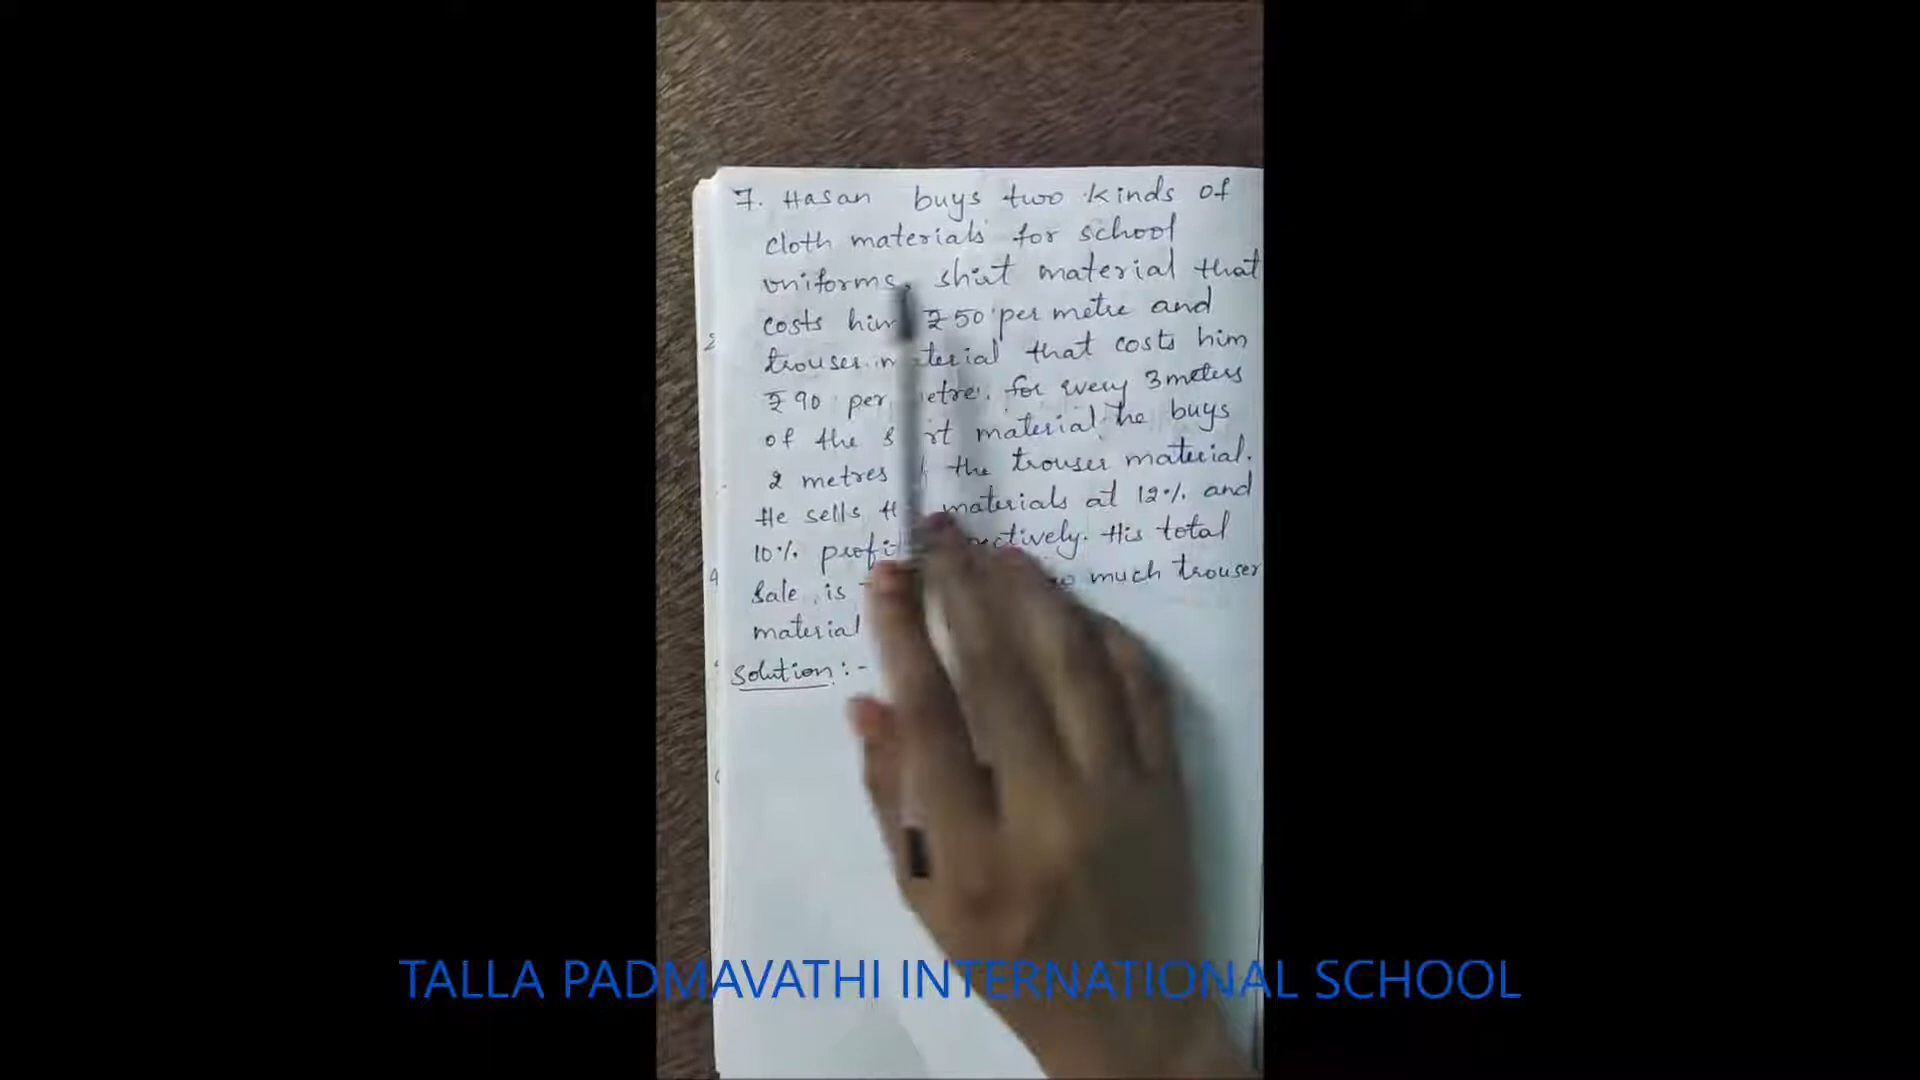 7. Hasan buys two kinds of
cloth materials for school
uniforms, shirt material that
costs him ₹50 per metre and
trouser material that costs him
₹90 per metre. for every 3 meters
of the shirt material he buys
2 metres the trouser material.
He sells materials at 12% and
10% His total
Sale is much trouser
material
Solution :-
TALLA PADMAVATHI INTERNATIONAL SCHOOL